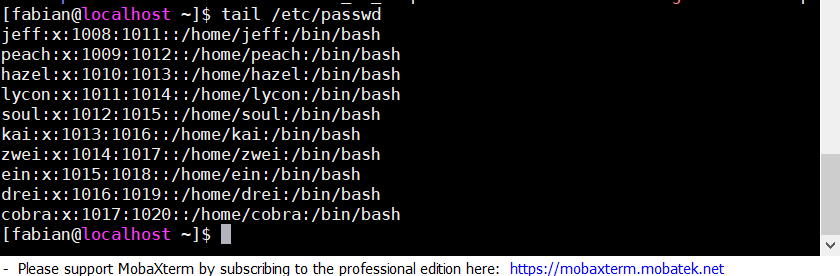 [fabian@localhost ~]$ tail /etc/passwd
jeff:x:1008:1011::/home/jeff:/bin/bash
peach:x:1009:1012::/home/peach:/bin/bash
hazel:x:1010:1013::/home/hazel:/bin/bash
lycon:x:1011:1014::/home/lycon:/bin/bash
soul:x:1012:1015::/home/soul:/bin/bash
kai:x:1013:1016::/home/kai:/bin/bash
zwei:x:1014:1017::/home/zwei:/bin/bash
ein:x:1015:1018::/home/ein:/bin/bash
drei:x:1016:1019::/home/drei:/bin/bash
cobra:x:1017:1020::/home/cobra:/bin/bash
[fabian@localhost ~]$
- Please support MobaXterm by subscribing to the professional edition here: https://mobaxterm.mobatek.net